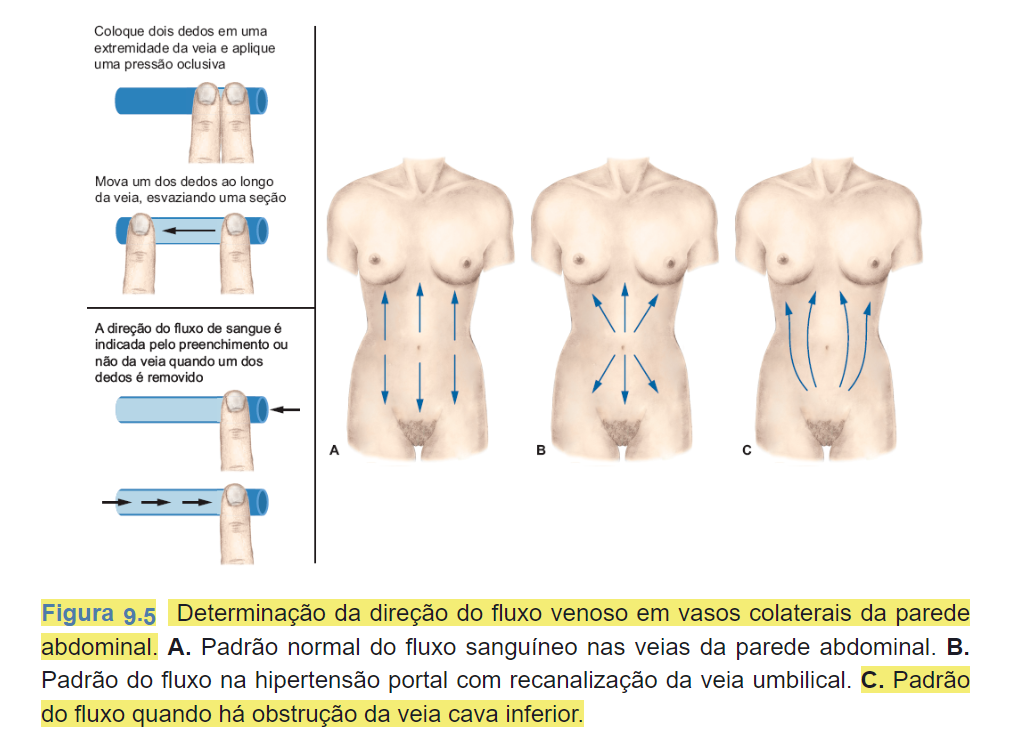 Coloque dois dedos em uma
extremidade da veia e aplique
uma pressão oclusiva
Mova um dos dedos ao longo
da veia, esvaziando uma seção
A direção do fluxo de sangue é
indicada pelo preenchimento ou
não da veia quando um dos
dedos é removido
A
B
C
Figura 9.5 Determinação da direção do fluxo venoso em vasos colaterais da parede
abdominal. A. Padrão normal do fluxo sanguíneo nas veias da parede abdominal. B.
Padrão do fluxo na hipertensão portal com recanalização da veia umbilical. C. Padrão
do fluxo quando há obstrução da veia cava inferior.